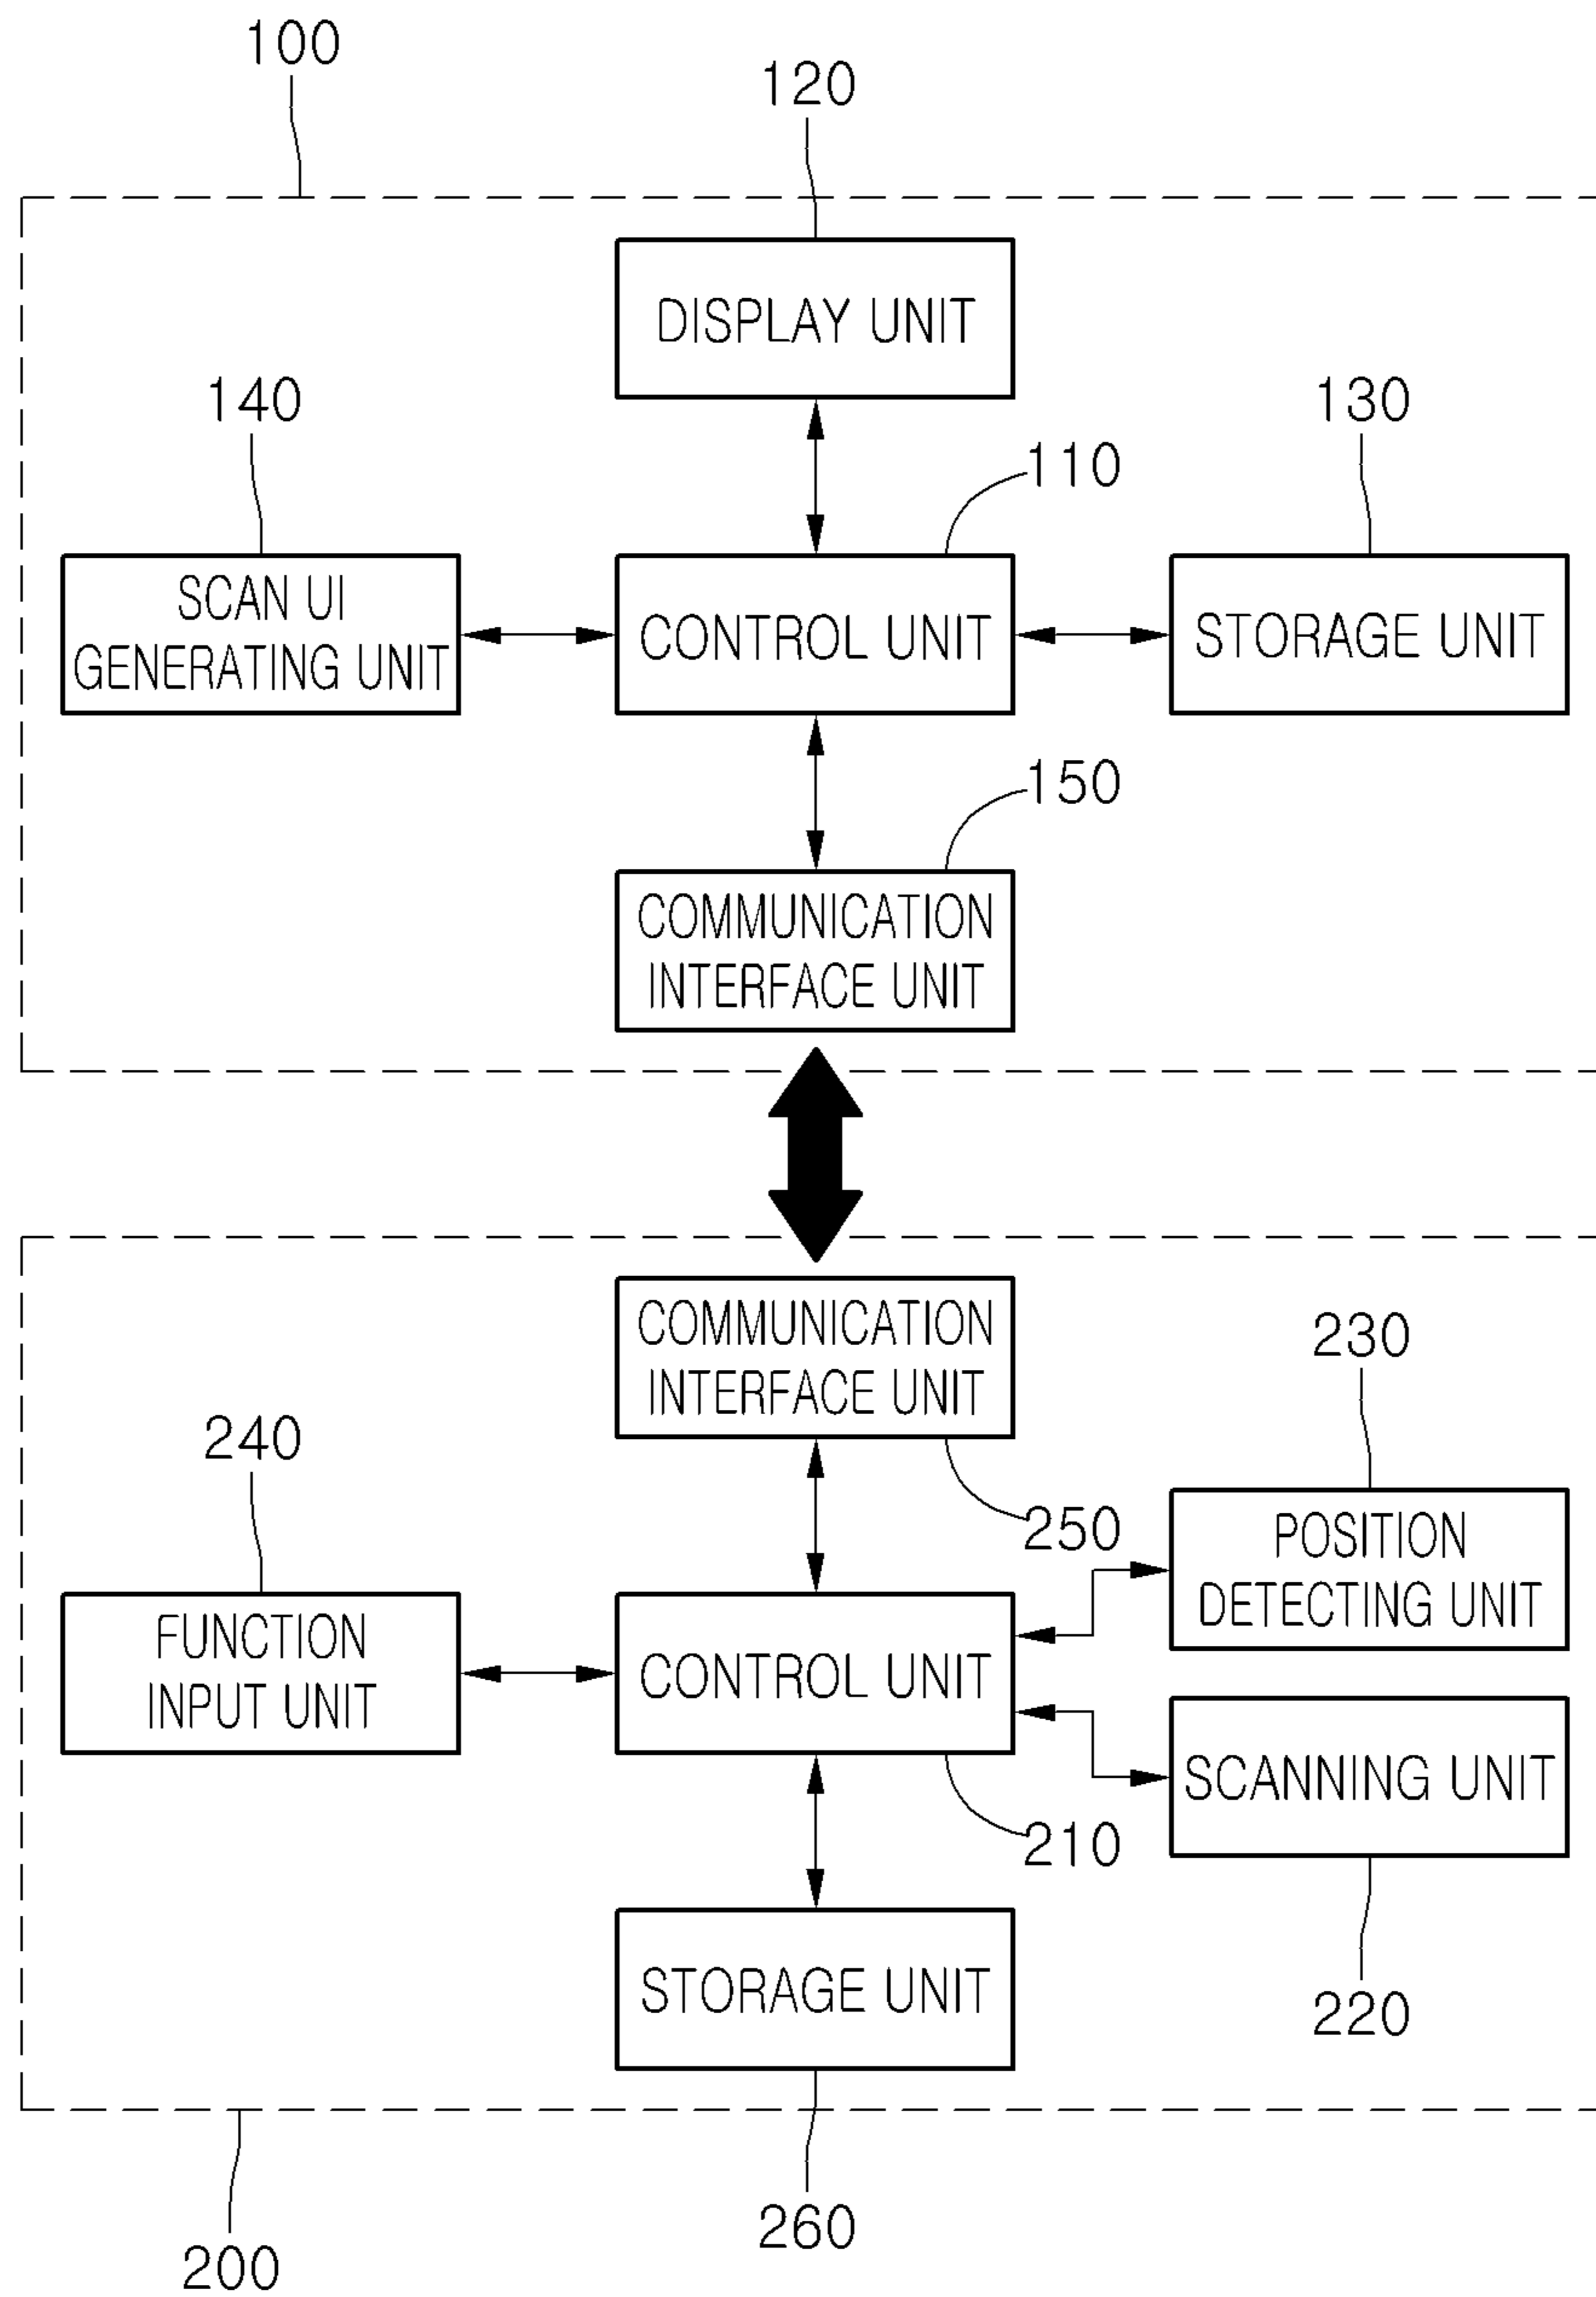 100
120
DISPLAY UNIT
140
130
110
SCAN UI
GENERATING UNIT
CONTROL UNIT
STORAGE UNIT
150
COMMUNICATION
INTERFACE UNIT
COMMUNICATION
INTERFACE UNIT
230
240
250
POSITION
DETECTING UNIT
FUNCTION
INPUT UNIT
CONTROL UNIT
SCANNING UNIT
210
STORAGE UNIT
220
260
200